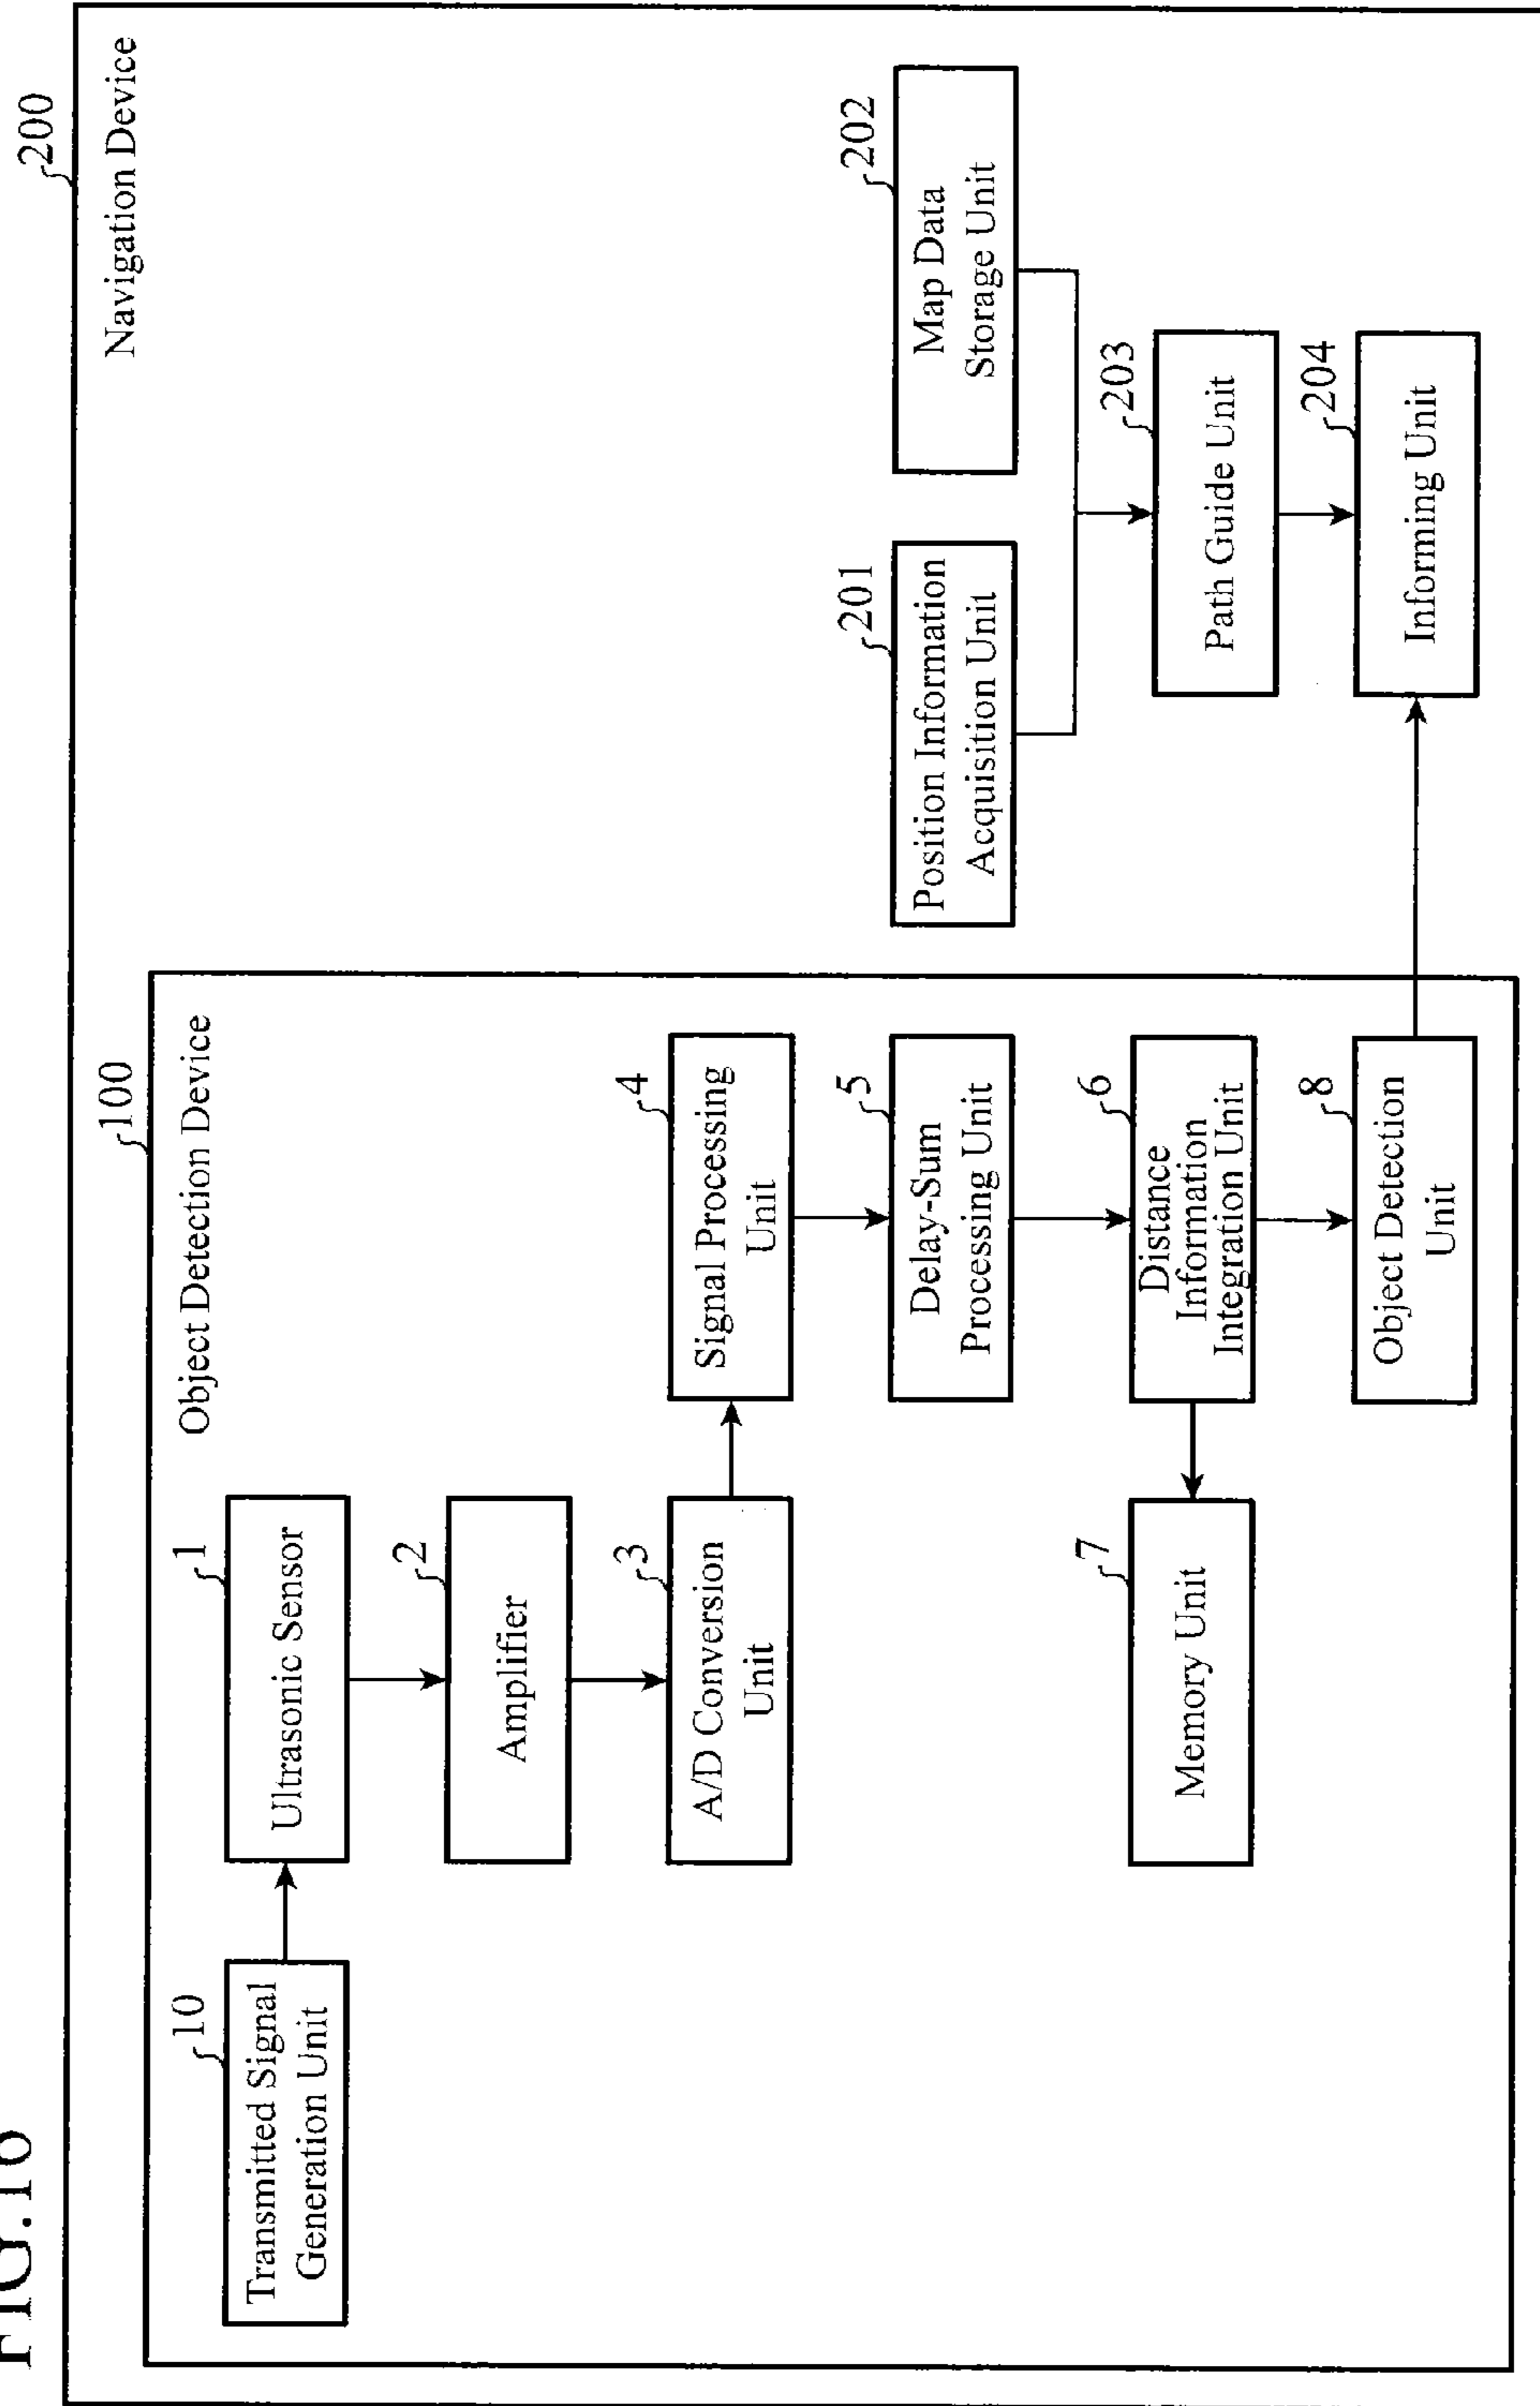 FIG.16
200
Navigation Device
100
Object Detection Device
10
Transmitted Signal
Generation Unit
1
Ultrasonic Sensor
2
Amplifier
3
A/D Conversion
Unit
4
Signal Processing
Unit
5
Delay-Sum
Processing Unit
6
Distance
Information
Integration Unit
7
Memory Unit
8
Object Detection
Unit
201
Position Information
Acquisition Unit
202
Map Data
Storage Unit
203
Path Guide Unit
204
Informing Unit